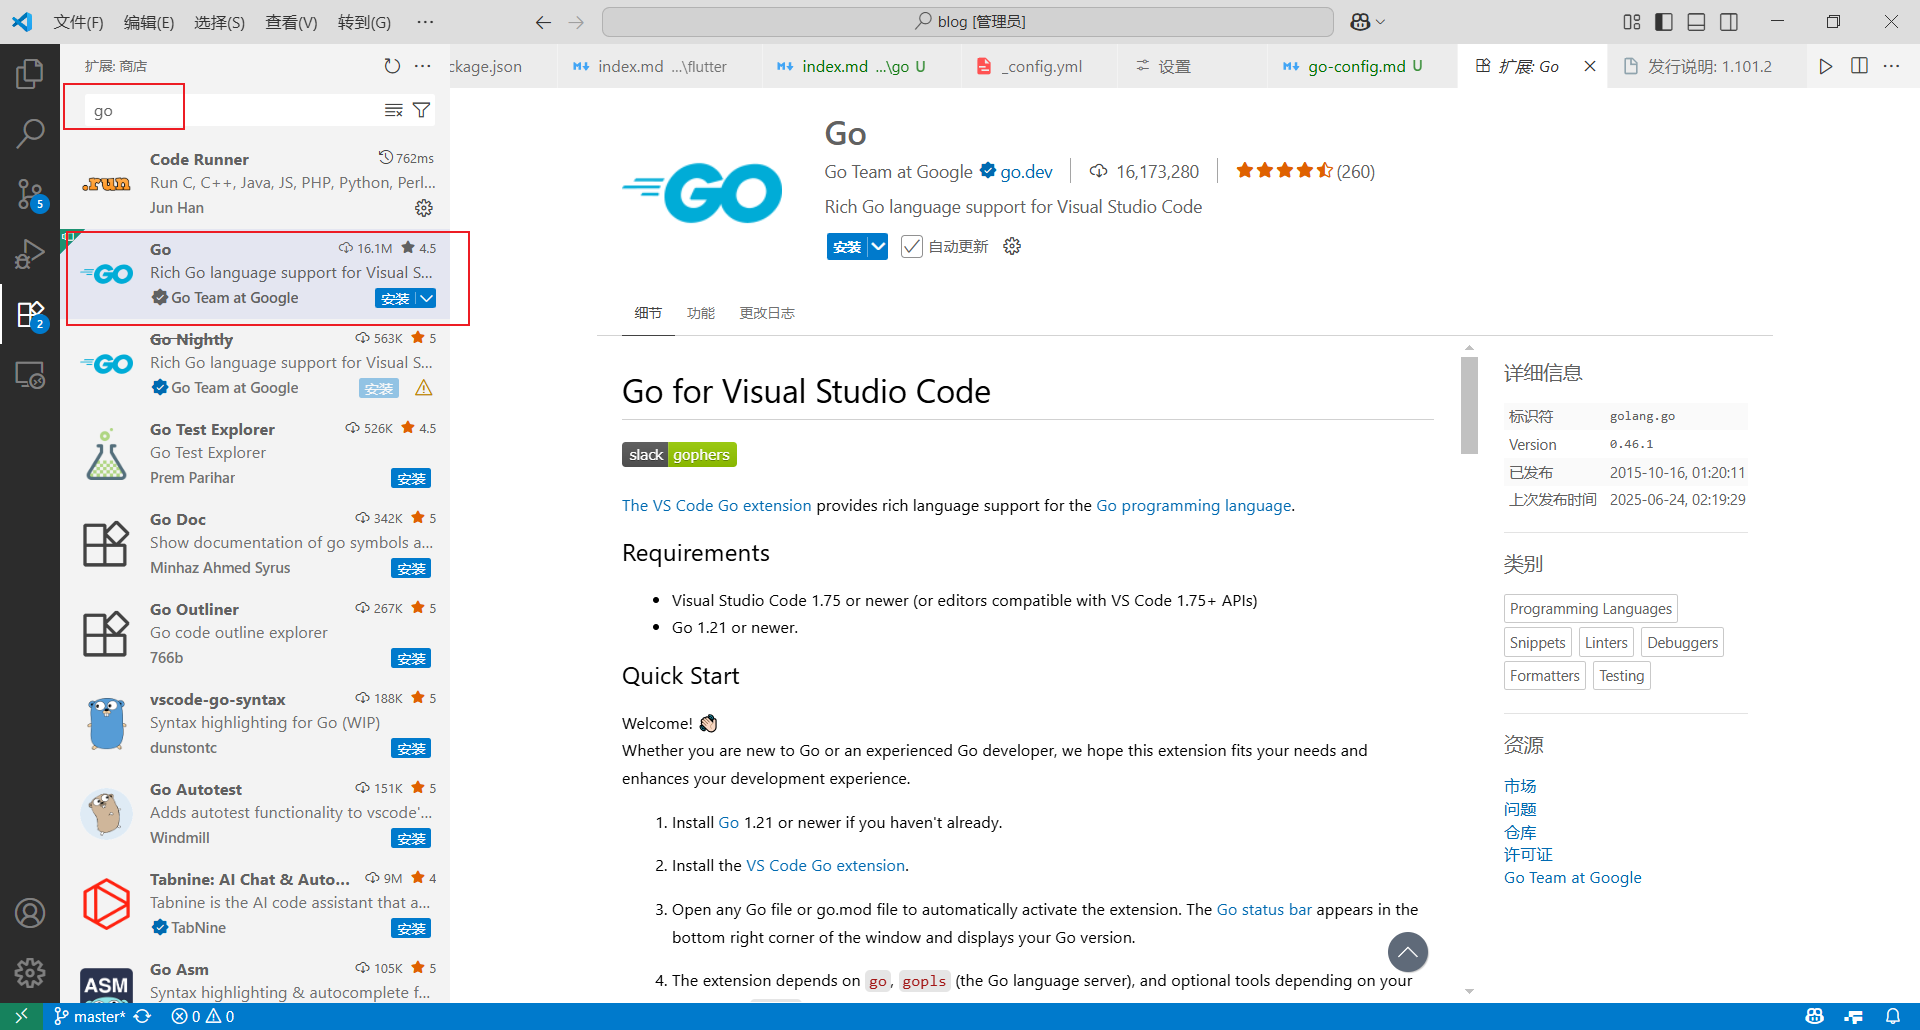 文件(F) 编辑(E) 选择(S) 查看(V) 转到(G) ··· blog [管理员]
扩展: 商店
ckage.json index.md ...\flutter index.md ...\go U _config.yml 设置 go-config.md U 扩展: Go 发行说明: 1.101.2
go
Code Runner 762ms
Run C, C++, Java, JS, PHP, Python, Perl...
Jun Han
.run
Go 16.1M 4.5
Rich Go language support for Visual S...
Go Team at Google 安装
GO
Go Nightly 563K 5
Rich Go language support for Visual S...
Go Team at Google 安装
GO
Go Test Explorer 526K 4.5
Go Test Explorer
Prem Parihar 安装
Go Doc 342K 5
Show documentation of go symbols a...
Minhaz Ahmed Syrus 安装
Go Outliner 267K 5
Go code outline explorer
766b 安装
vscode-go-syntax 188K 5
Syntax highlighting for Go (WIP)
dunstontc 安装
Go Autotest 151K 5
Adds autotest functionality to vscode'...
Windmill 安装
Tabnine: AI Chat & Auto... 9M 4
Tabnine is the AI code assistant that a...
TabNine 安装
Go Asm 105K 5
Syntax highlighting & autocomplete f...
ASM
5
2
GO
Go
Go Team at Google go.dev 16,173,280 (260)
Rich Go language support for Visual Studio Code
安装 自动更新
细节 功能 更改日志
Go for Visual Studio Code
slack gophers
The VS Code Go extension provides rich language support for the Go programming language.
Requirements
• Visual Studio Code 1.75 or newer (or editors compatible with VS Code 1.75+ APIs)
• Go 1.21 or newer.
Quick Start
Welcome! 👋🏻
Whether you are new to Go or an experienced Go developer, we hope this extension fits your needs and
enhances your development experience.
1. Install Go 1.21 or newer if you haven't already.
2. Install the VS Code Go extension.
3. Open any Go file or go.mod file to automatically activate the extension. The Go status bar appears in the
bottom right corner of the window and displays your Go version.
4. The extension depends on go, gopls (the Go language server), and optional tools depending on your
详细信息
标识符 golang.go
Version 0.46.1
已发布 2015-10-16, 01:20:11
上次发布时间 2025-06-24, 02:19:29
类别
Programming Languages
Snippets Linters Debuggers
Formatters Testing
资源
市场
问题
仓库
许可证
Go Team at Google
master* 0 0